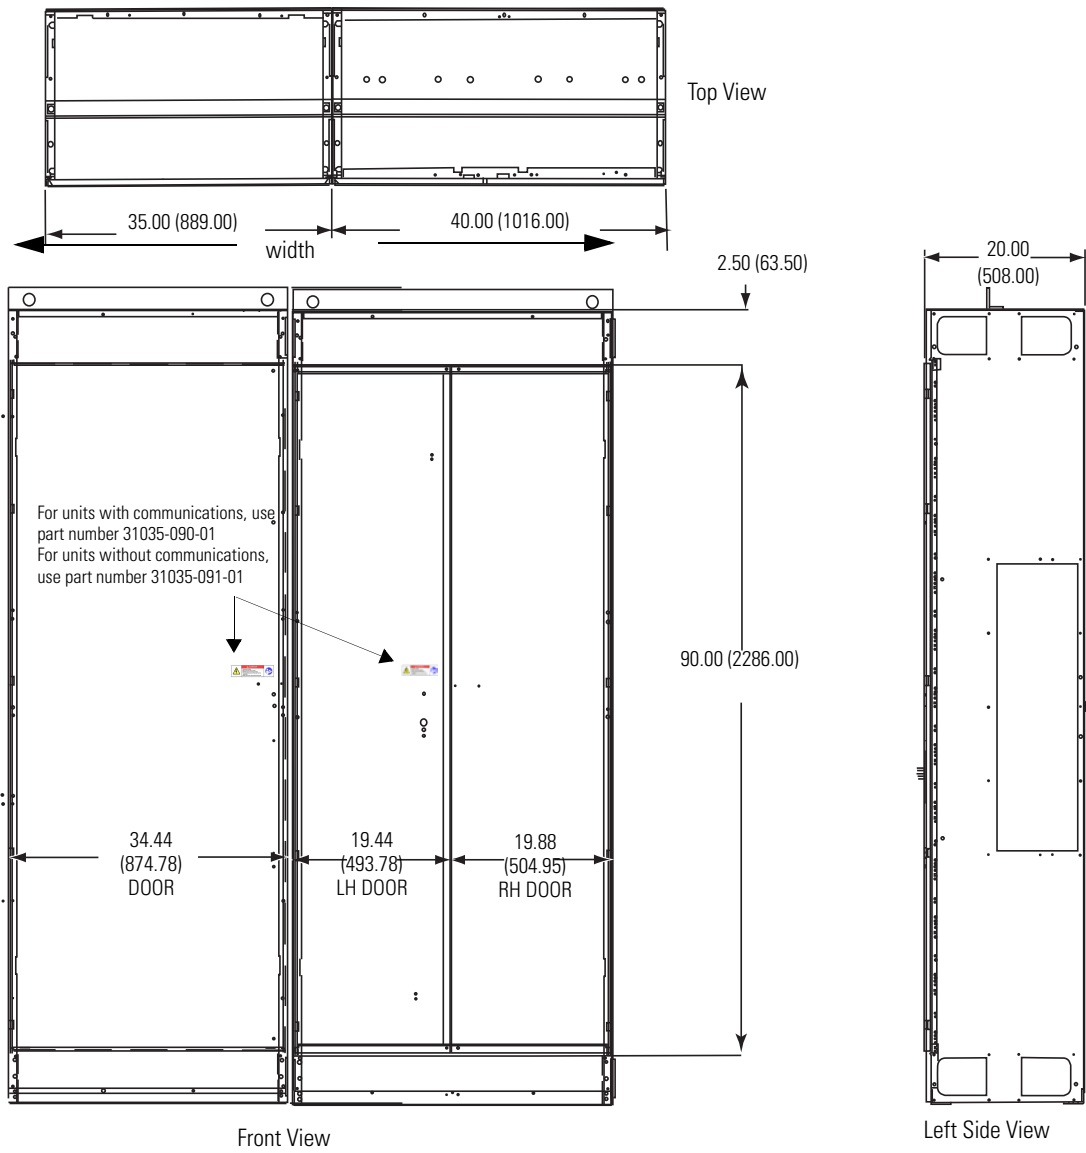 Top View
35.00 (889.00)
40.00 (1016.00)
width
2.50 (63.50)
20.00
(508.00)
For units with communications, use
part number 31035-090-01
For units without communications,
use part number 31035-091-01
90.00 (2286.00)
34.44
(874.78)
DOOR
19.44
(493.78)
LH DOOR
19.88
(504.95)
RH DOOR
Front View
Left Side View